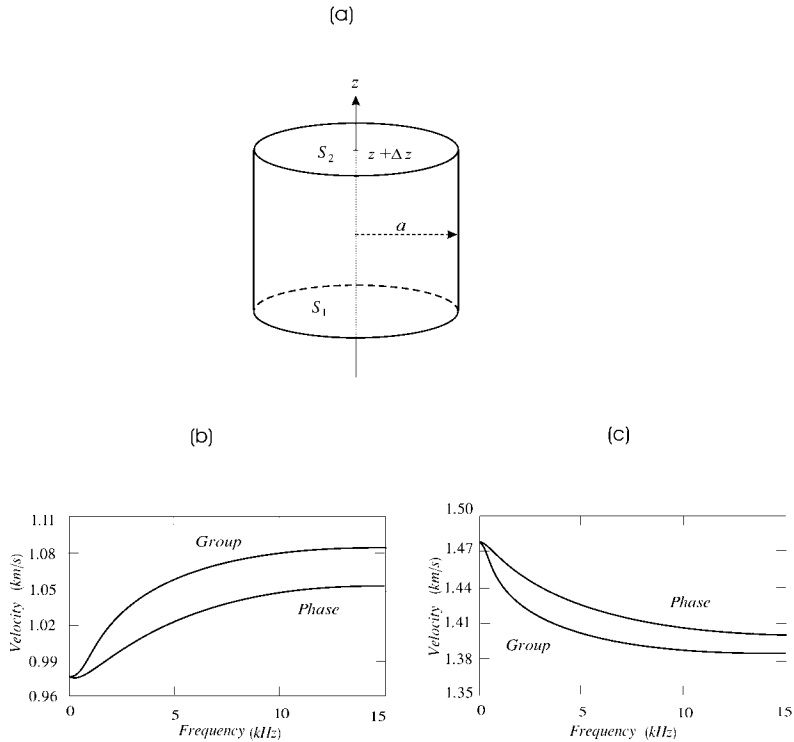 (a)
z
S2 z + Δz
a
S1
(b)
(c)
1.11
1.08
1.05
1.02
0.99
0.96
Velocity (km/s)
Group
Phase
0 5 10 15
Frequency (kHz)
1.50
1.47
1.44
1.41
1.38
1.35
Velocity (km/s)
Phase
Group
0 5 10 15
Frequency (kHz)